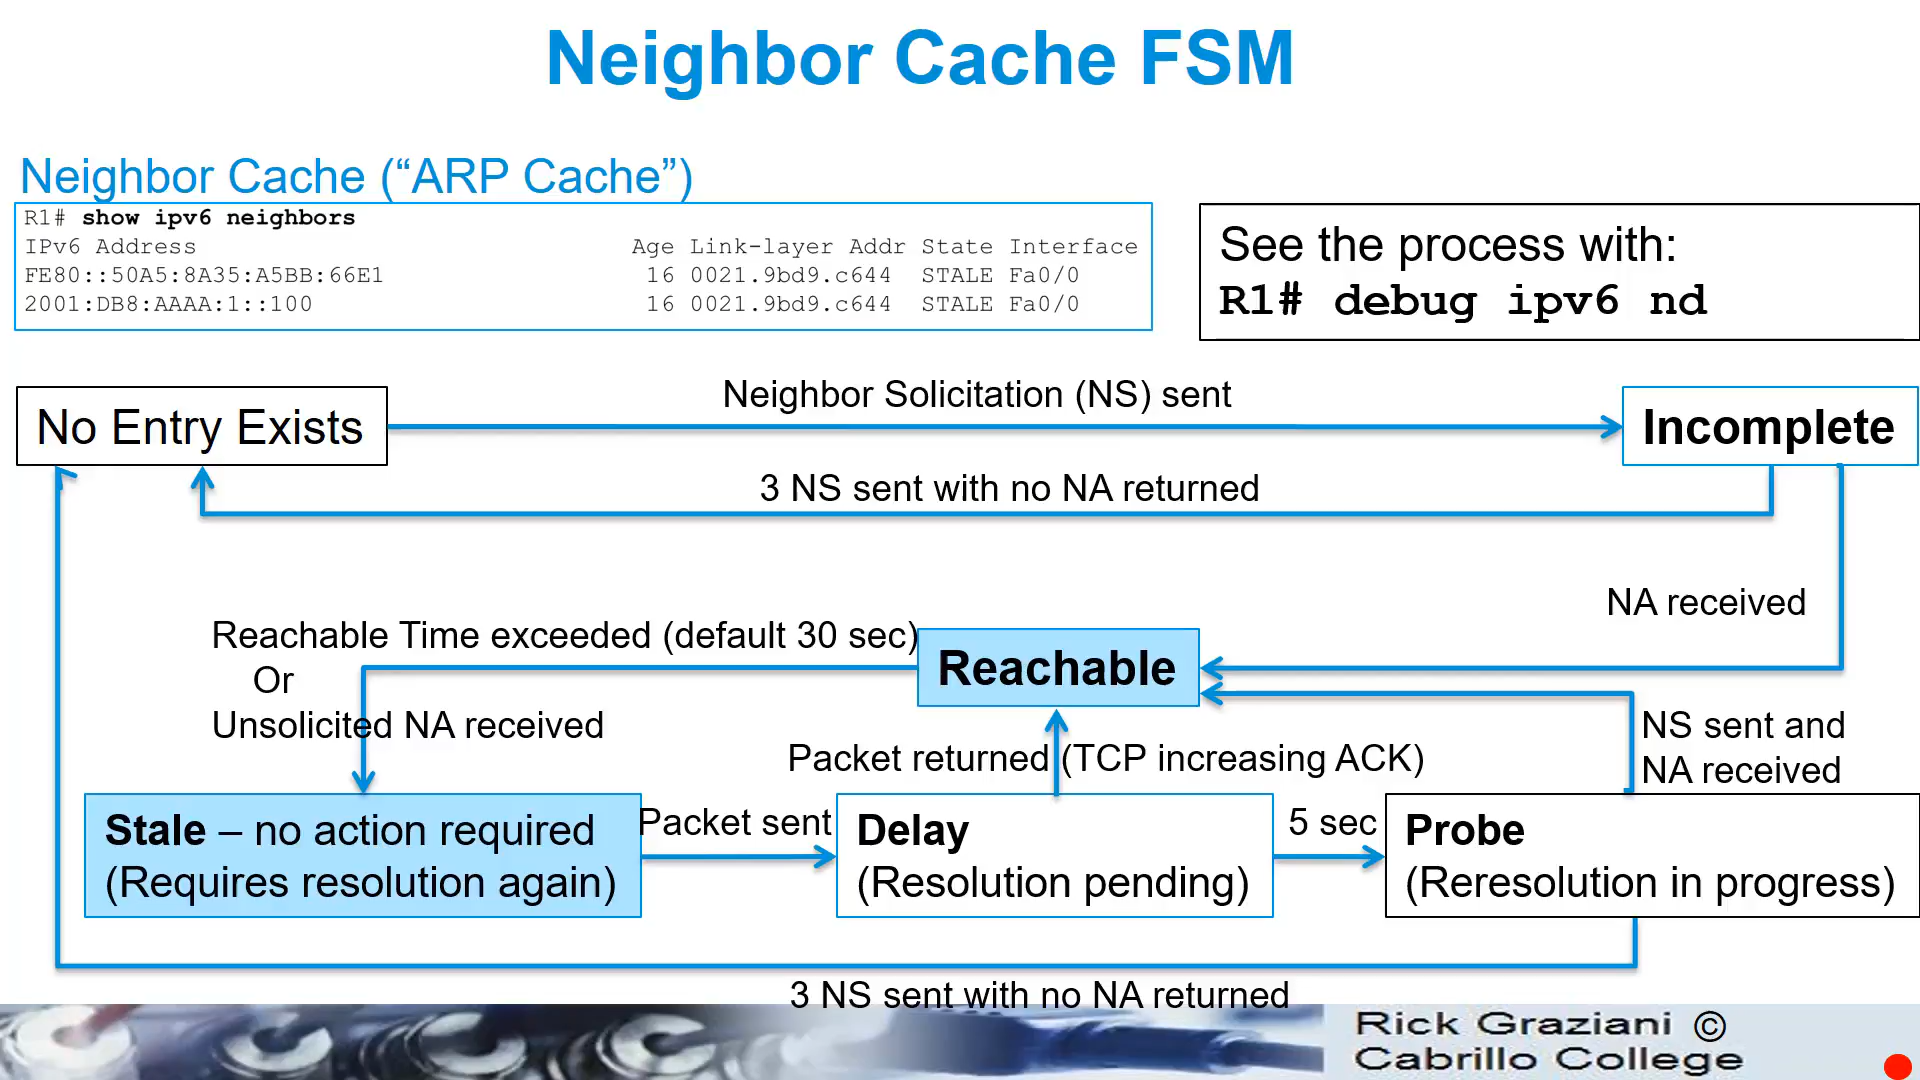 Neighbor Cache FSM
Neighbor Cache (“ARP Cache”)
R1# show ipv6 neighbors
IPv6 Address Age Link-layer Addr State Interface
FE80::50A5:8A35:A5BB:66E1 16 0021.9bd9.c644 STALE Fa0/0
2001:DB8:AAAA:1::100 16 0021.9bd9.c644 STALE Fa0/0
See the process with:
R1# debug ipv6 nd
No Entry Exists
Neighbor Solicitation (NS) sent
Incomplete
3 NS sent with no NA returned
NA received
Reachable Time exceeded (default 30 sec)
Or
Unsolicited NA received
Reachable
NS sent and
NA received
Packet returned (TCP increasing ACK)
Stale – no action required
(Requires resolution again)
Packet sent
Delay
(Resolution pending)
5 sec
Probe
(Reresolution in progress)
3 NS sent with no NA returned
Rick Graziani ©
Cabrillo College